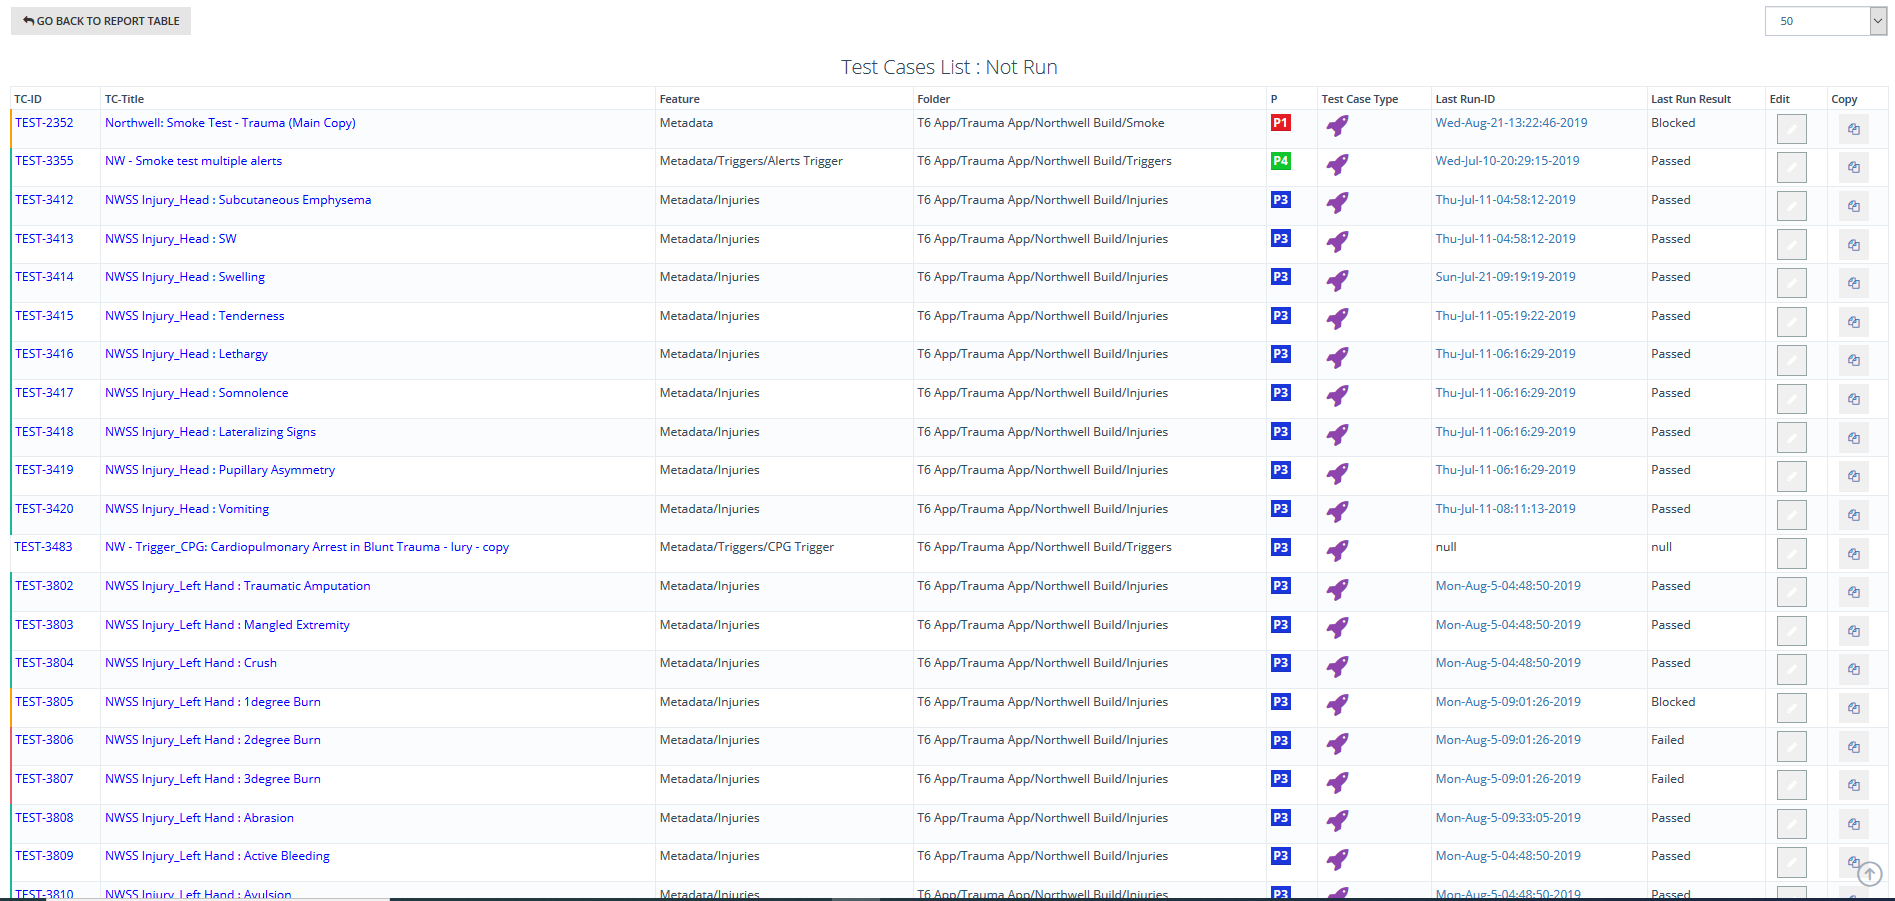 GO BACK TO REPORT TABLE
50
Test Cases List : Not Run
TC-ID TC-Title Feature Folder P Test Case Type Last Run-ID Last Run Result Edit Copy
TEST-2352 Northwell: Smoke Test - Trauma (Main Copy) Metadata T6 App/Trauma App/Northwell Build/Smoke P1 Wed-Aug-21-13:22:46-2019 Blocked
TEST-3355 NW - Smoke test multiple alerts Metadata/Triggers/Alerts Trigger T6 App/Trauma App/Northwell Build/Triggers P4 Wed-Jul-10-20:29:15-2019 Passed
TEST-3412 NWSS Injury_Head : Subcutaneous Emphysema Metadata/Injuries T6 App/Trauma App/Northwell Build/Injuries P3 Thu-Jul-11-04:58:12-2019 Passed
TEST-3413 NWSS Injury_Head : SW Metadata/Injuries T6 App/Trauma App/Northwell Build/Injuries P3 Thu-Jul-11-04:58:12-2019 Passed
TEST-3414 NWSS Injury_Head : Swelling Metadata/Injuries T6 App/Trauma App/Northwell Build/Injuries P3 Sun-Jul-21-09:19:19-2019 Passed
TEST-3415 NWSS Injury_Head : Tenderness Metadata/Injuries T6 App/Trauma App/Northwell Build/Injuries P3 Thu-Jul-11-05:19:22-2019 Passed
TEST-3416 NWSS Injury_Head : Lethargy Metadata/Injuries T6 App/Trauma App/Northwell Build/Injuries P3 Thu-Jul-11-06:16:29-2019 Passed
TEST-3417 NWSS Injury_Head : Somnolence Metadata/Injuries T6 App/Trauma App/Northwell Build/Injuries P3 Thu-Jul-11-06:16:29-2019 Passed
TEST-3418 NWSS Injury_Head : Lateralizing Signs Metadata/Injuries T6 App/Trauma App/Northwell Build/Injuries P3 Thu-Jul-11-06:16:29-2019 Passed
TEST-3419 NWSS Injury_Head : Pupillary Asymmetry Metadata/Injuries T6 App/Trauma App/Northwell Build/Injuries P3 Thu-Jul-11-06:16:29-2019 Passed
TEST-3420 NWSS Injury_Head : Vomiting Metadata/Injuries T6 App/Trauma App/Northwell Build/Injuries P3 Thu-Jul-11-08:11:13-2019 Passed
TEST-3483 NW - Trigger_CPG: Cardiopulmonary Arrest in Blunt Trauma - lury - copy Metadata/Triggers/CPG Trigger T6 App/Trauma App/Northwell Build/Triggers P3 null null
TEST-3802 NWSS Injury_Left Hand : Traumatic Amputation Metadata/Injuries T6 App/Trauma App/Northwell Build/Injuries P3 Mon-Aug-5-04:48:50-2019 Passed
TEST-3803 NWSS Injury_Left Hand : Mangled Extremity Metadata/Injuries T6 App/Trauma App/Northwell Build/Injuries P3 Mon-Aug-5-04:48:50-2019 Passed
TEST-3804 NWSS Injury_Left Hand : Crush Metadata/Injuries T6 App/Trauma App/Northwell Build/Injuries P3 Mon-Aug-5-04:48:50-2019 Passed
TEST-3805 NWSS Injury_Left Hand : 1degree Burn Metadata/Injuries T6 App/Trauma App/Northwell Build/Injuries P3 Mon-Aug-5-09:01:26-2019 Blocked
TEST-3806 NWSS Injury_Left Hand : 2degree Burn Metadata/Injuries T6 App/Trauma App/Northwell Build/Injuries P3 Mon-Aug-5-09:01:26-2019 Failed
TEST-3807 NWSS Injury_Left Hand : 3degree Burn Metadata/Injuries T6 App/Trauma App/Northwell Build/Injuries P3 Mon-Aug-5-09:01:26-2019 Failed
TEST-3808 NWSS Injury_Left Hand : Abrasion Metadata/Injuries T6 App/Trauma App/Northwell Build/Injuries P3 Mon-Aug-5-09:33:05-2019 Passed
TEST-3809 NWSS Injury_Left Hand : Active Bleeding Metadata/Injuries T6 App/Trauma App/Northwell Build/Injuries P3 Mon-Aug-5-04:48:50-2019 Passed
TEST-3810 NWSS Injury_Left Hand : Avulsion Metadata/Injuries T6 App/Trauma App/Northwell Build/Injuries P3 Mon-Aug-5-04:48:50-2019 Passed